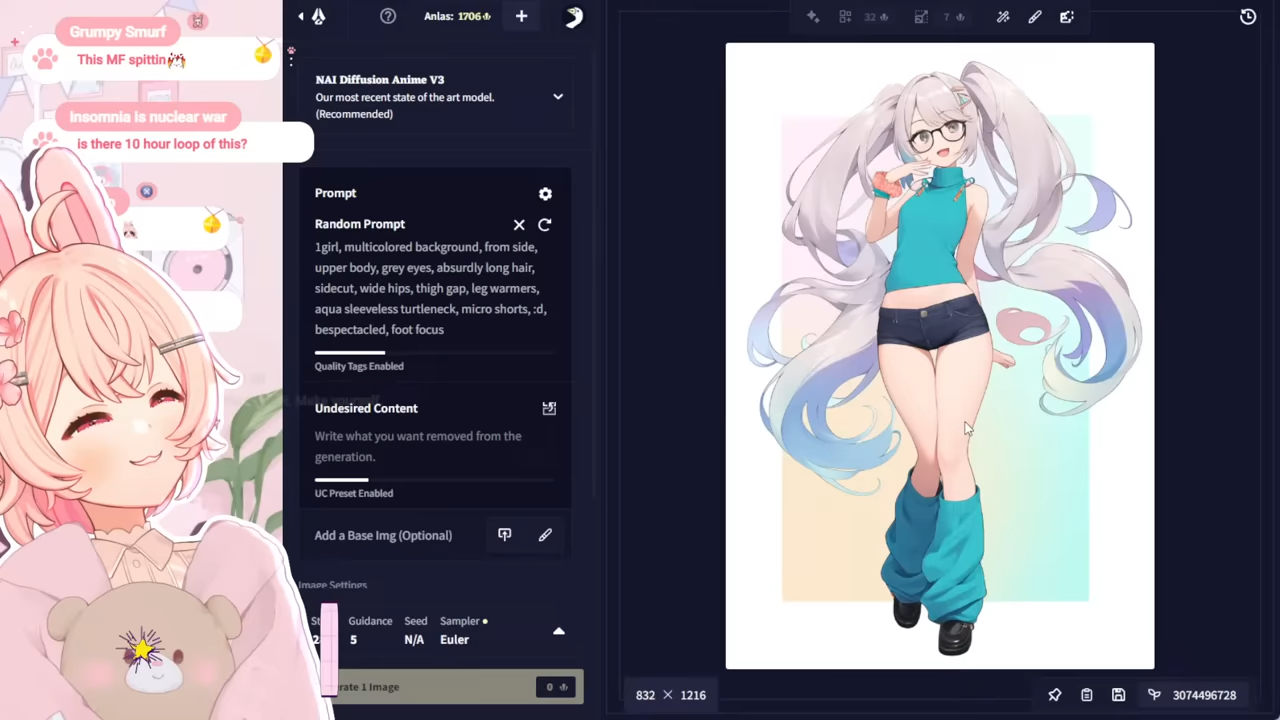 Grumpy Smurf
This MF spittin
Insomnia is nuclear war
is there 10 hour loop of this?
Anlas: 1706
NAI Diffusion Anime V3
Our most recent state of the art model.
(Recommended)
Prompt
Random Prompt
1girl, multicolored background, from side,
upper body, grey eyes, absurdly long hair,
sidecut, wide hips, thigh gap, leg warmers,
aqua sleeveless turtleneck, micro shorts, :d,
bespectacled, foot focus
Quality Tags Enabled
Undesired Content
Write what you want removed from the
generation.
UC Preset Enabled
Add a Base Img (Optional)
Image Settings
Guidance Seed Sampler
5 N/A Euler
rate 1 Image 0
32 7
832 × 1216
3074496728